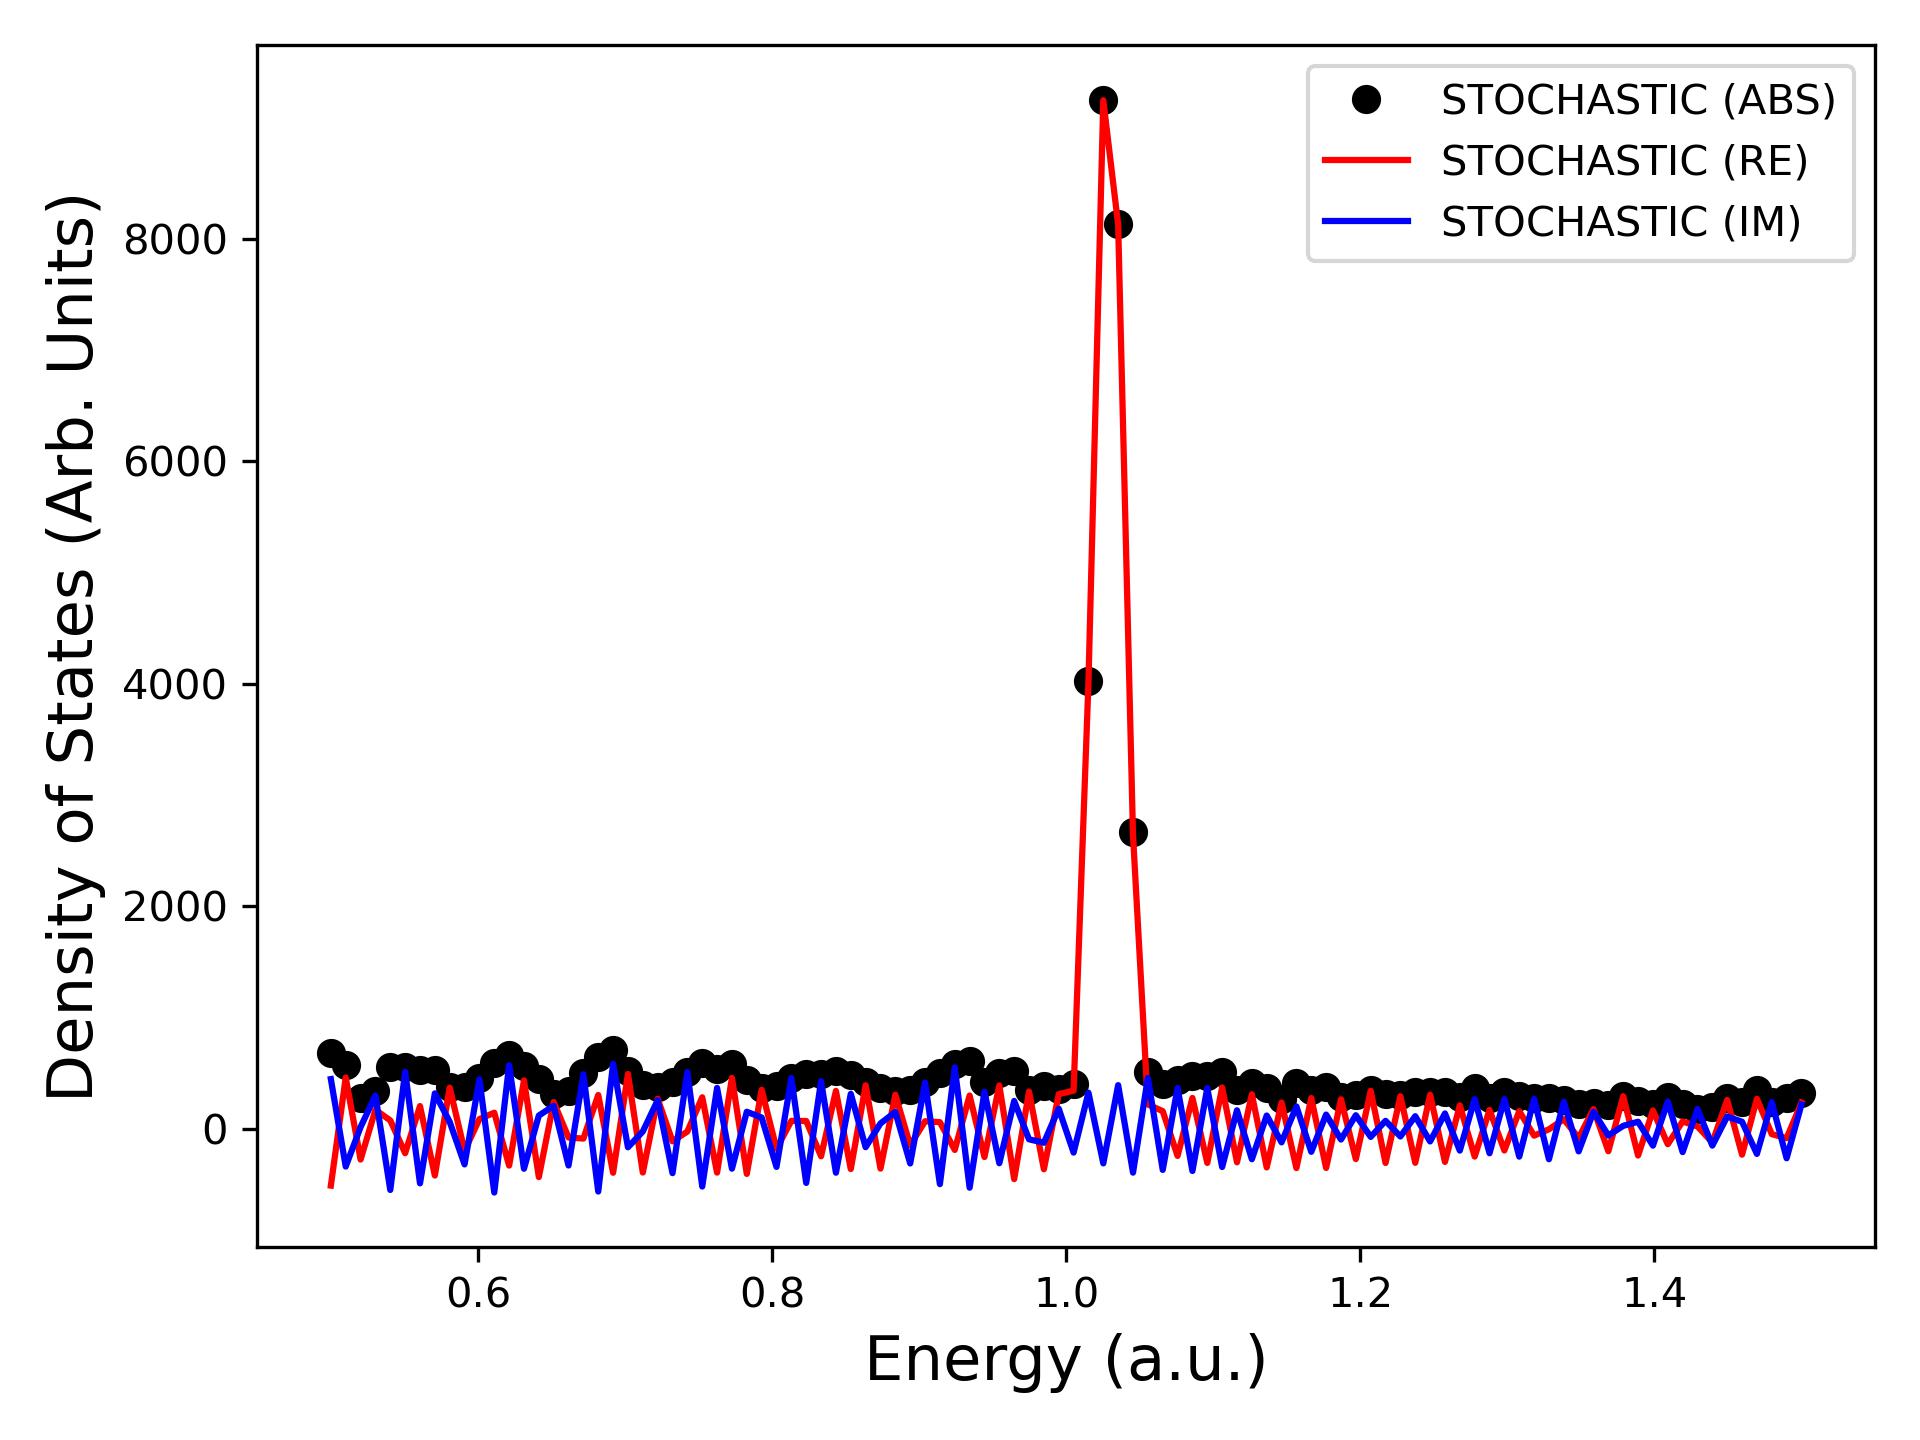 STOCHASTIC (ABS)
STOCHASTIC (RE)
STOCHASTIC (IM)
Density of States (Arb. Units)
8000
6000
4000
2000
0
0.6
0.8
1.0
1.2
1.4
Energy (a.u.)